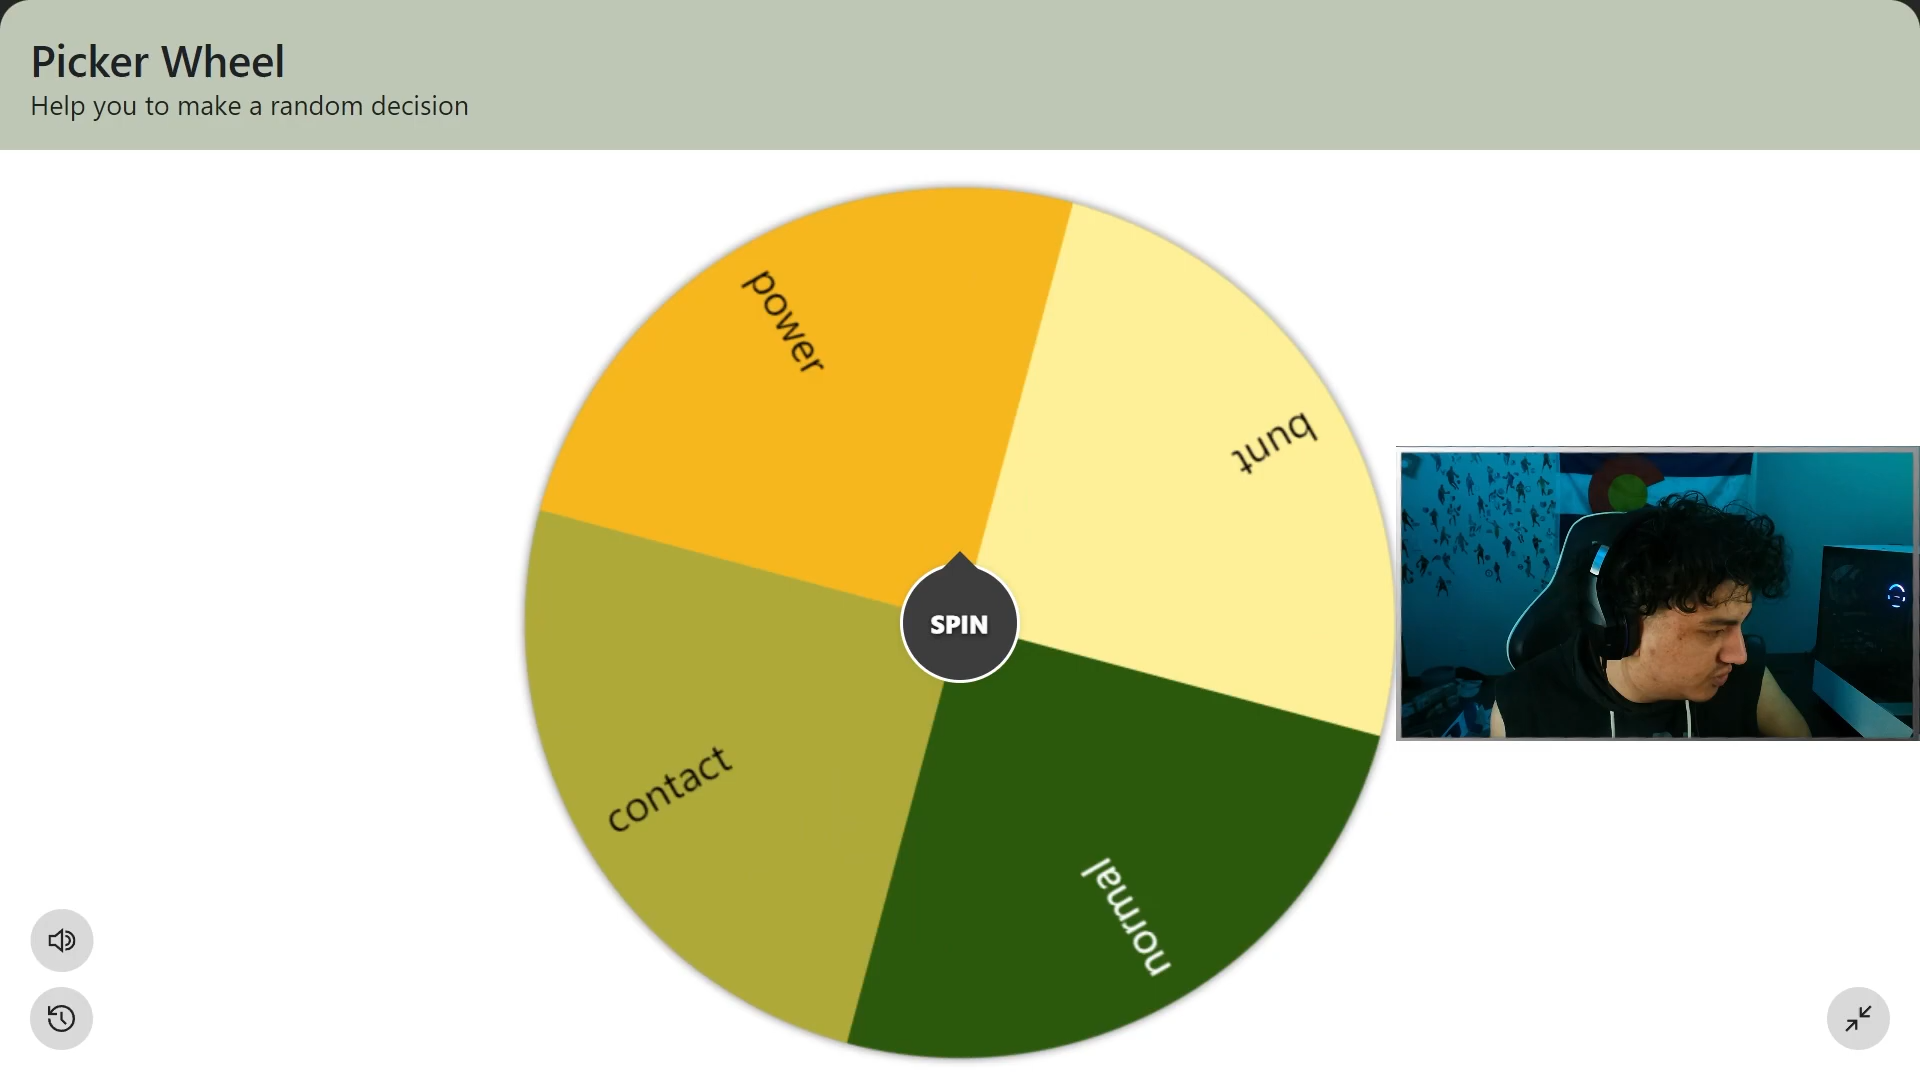 Picker Wheel
Help you to make a random decision
power
bunt
SPIN
contact
normal